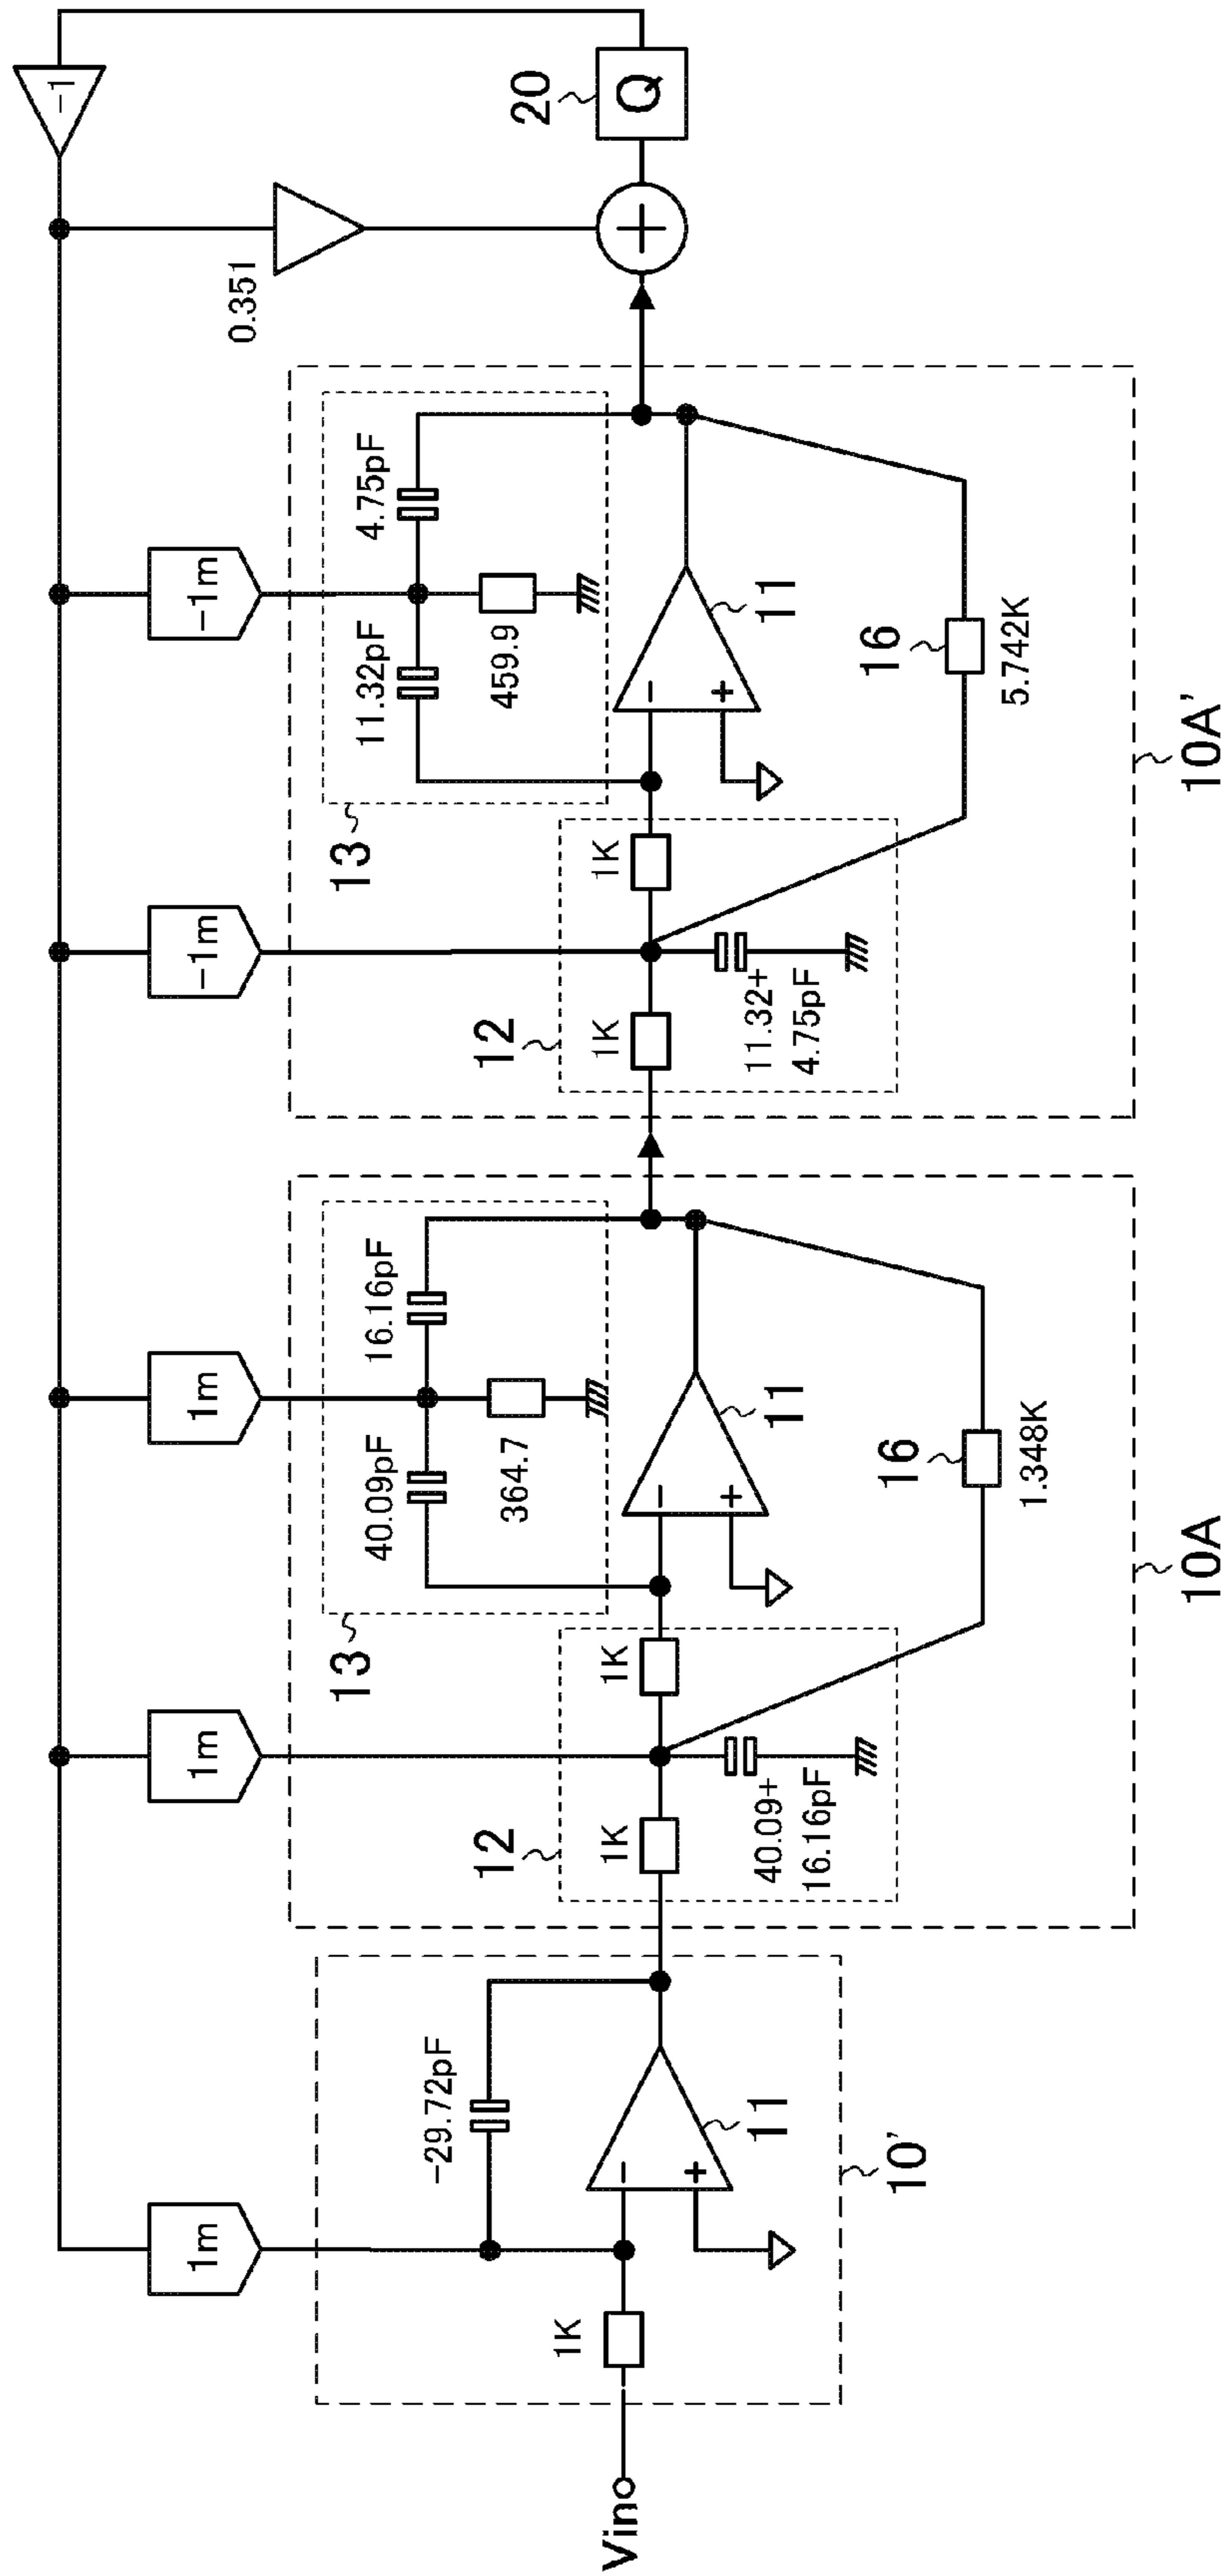 -1
1m
1m
1m
-1m
-1m
0.351
20
Q
+
-29.72pF
40.09pF
16.16pF
364.7
13
11.32pF
4.75pF
459.9
13
Vin
1K
-
+
11
10'
12
1K
1K
40.09+
16.16pF
-
+
11
16
1.348K
10A
12
1K
1K
11.32+
4.75pF
-
+
11
16
5.742K
10A'